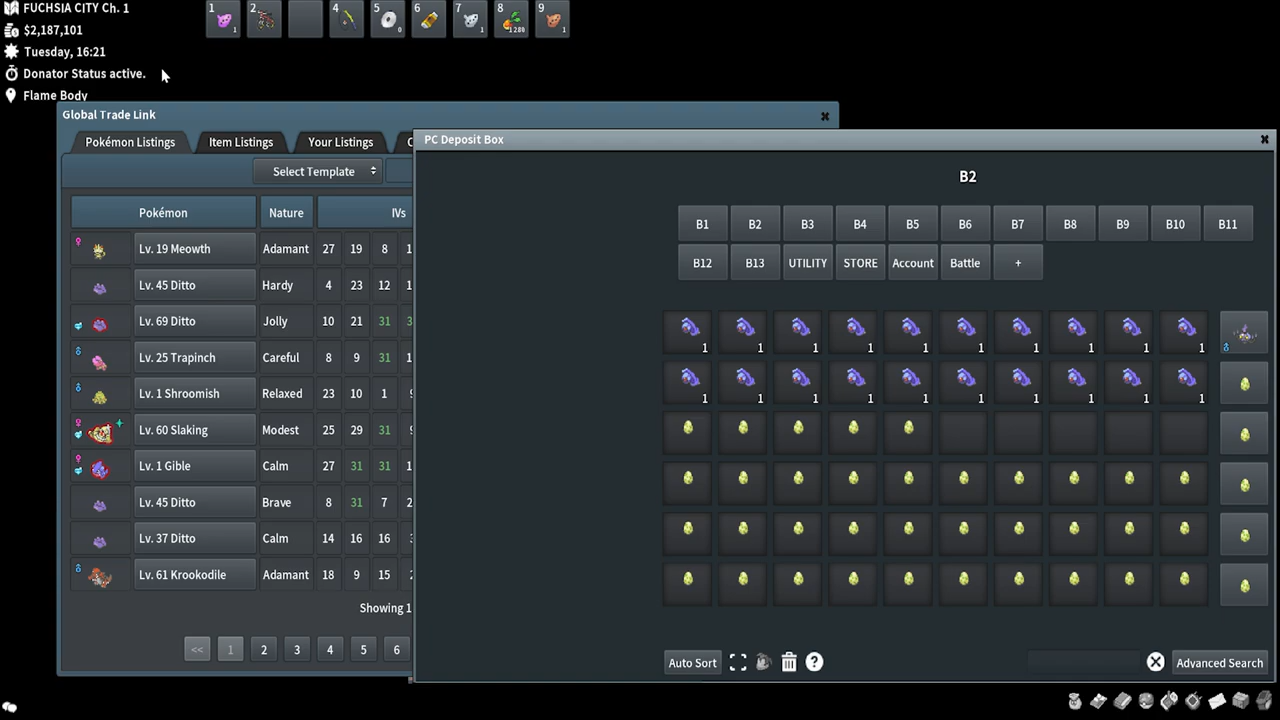 FUCHSIA CITY Ch. 1
$2,187,101
Tuesday, 16:21
Donator Status active.
Flame Body
1 2 4 5 6 7 8 9
1 0 1 1280 1
Global Trade Link
Pokémon Listings Item Listings Your Listings C
Select Template
Pokémon Nature IVs
Lv. 19 Meowth Adamant 27 19 8 1
Lv. 45 Ditto Hardy 4 23 12 1
Lv. 69 Ditto Jolly 10 21 31 3
Lv. 25 Trapinch Careful 8 9 31 1
Lv. 1 Shroomish Relaxed 23 10 1
Lv. 60 Slaking Modest 25 29 31
Lv. 1 Gible Calm 27 31 31 1
Lv. 45 Ditto Brave 8 31 7 2
Lv. 37 Ditto Calm 14 16 16
Lv. 61 Krookodile Adamant 18 9 15
Showing 1
<< 1 2 3 4 5 6
PC Deposit Box
B2
B1 B2 B3 B4 B5 B6 B7 B8 B9 B10 B11
B12 B13 UTILITY STORE Account Battle +
1 1 1 1 1 1 1 1 1 1
1 1 1 1 1 1 1 1 1 1
Auto Sort ? Advanced Search